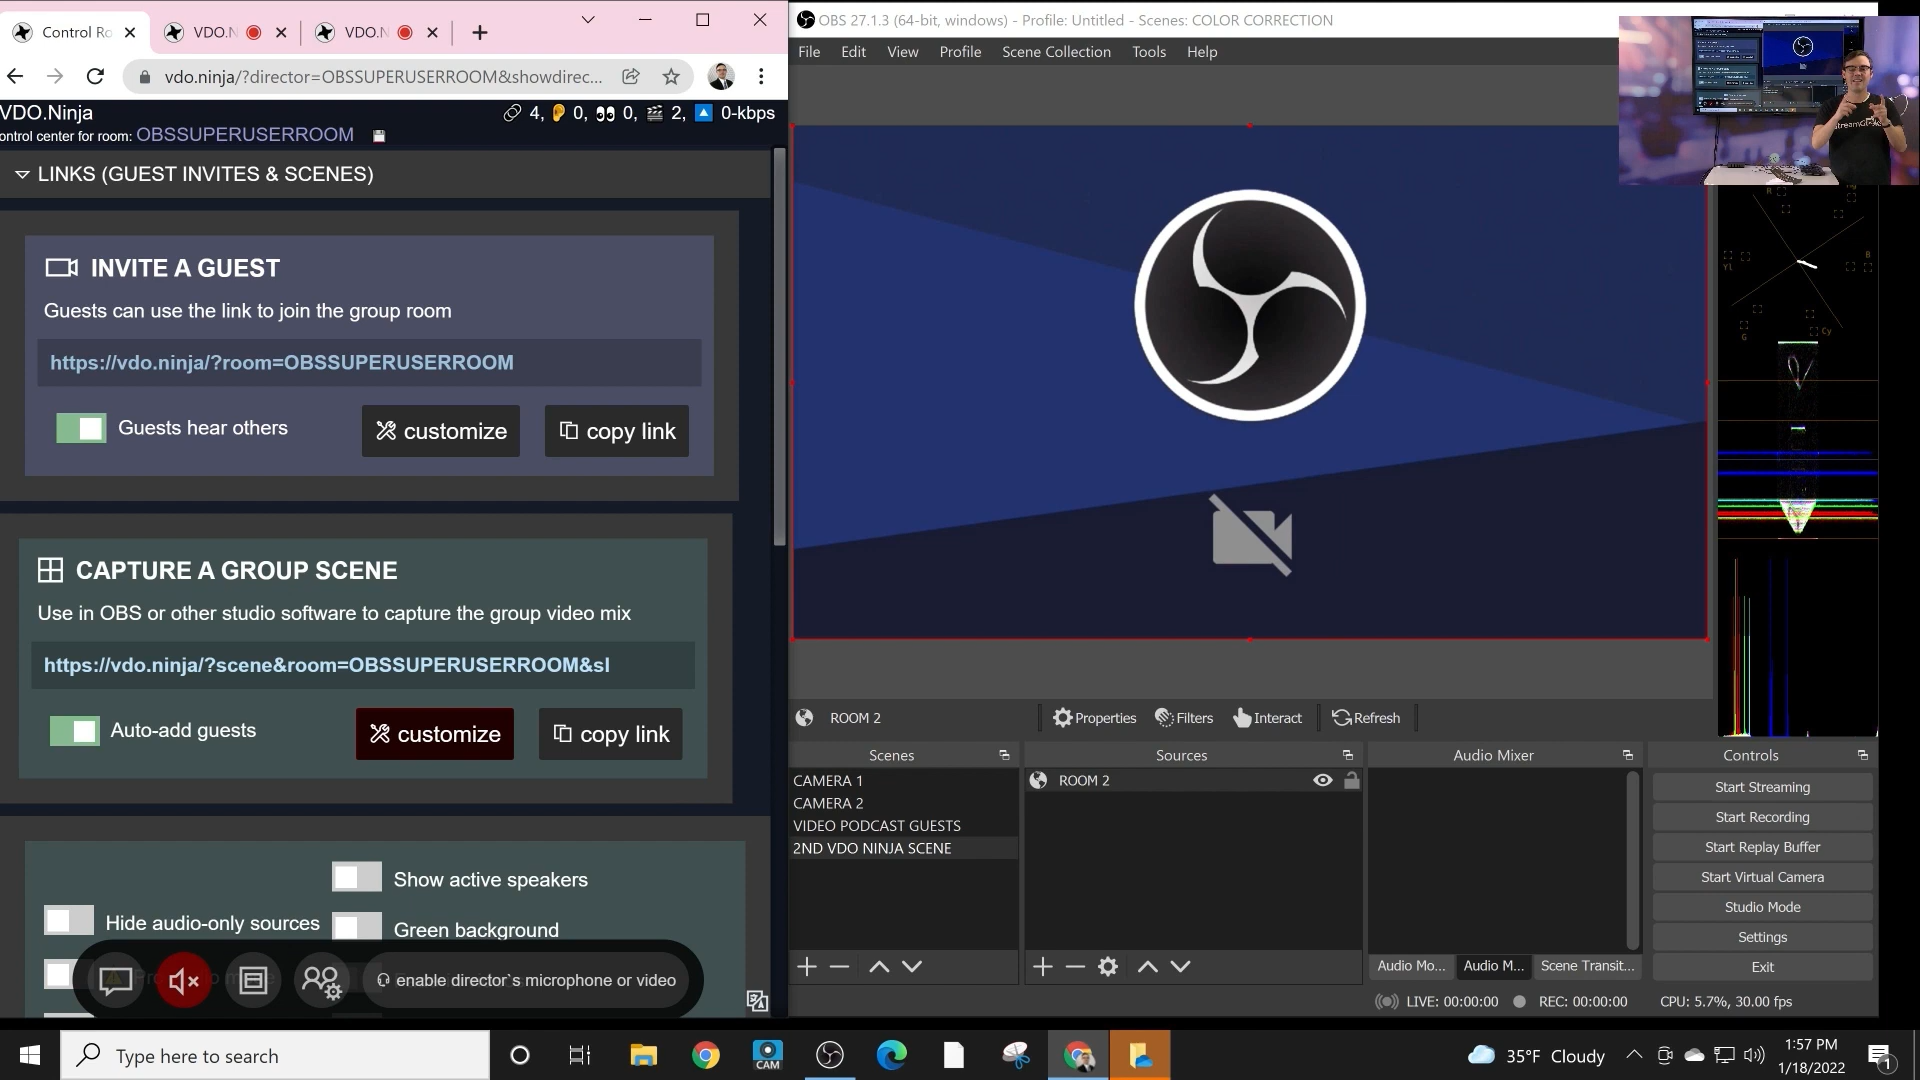 Control Ro
VDO.N
VDO.N
vdo.ninja/?director=OBSSUPERUSERROOM&showdirec...
VDO.Ninja
4, 0, 0, 2, 0-kbps
ontrol center for room: OBSSUPERUSERROOM
LINKS (GUEST INVITES & SCENES)
INVITE A GUEST
Guests can use the link to join the group room
https://vdo.ninja/?room=OBSSUPERUSERROOM
Guests hear others
customize
copy link
CAPTURE A GROUP SCENE
Use in OBS or other studio software to capture the group video mix
https://vdo.ninja/?scene&room=OBSSUPERUSERROOM&sl
Auto-add guests
customize
copy link
Show active speakers
Hide audio-only sources
Green background
enable director`s microphone or video
OBS 27.1.3 (64-bit, windows) - Profile: Untitled - Scenes: COLOR CORRECTION
File Edit View Profile Scene Collection Tools Help
R
B
Yl
G
Cy
ROOM 2
Properties
Filters
Interact
Refresh
Scenes
CAMERA 1
CAMERA 2
VIDEO PODCAST GUESTS
2ND VDO NINJA SCENE
Sources
ROOM 2
Audio Mixer
Audio Mo...
Audio M...
Scene Transit...
Controls
Start Streaming
Start Recording
Start Replay Buffer
Start Virtual Camera
Studio Mode
Settings
Exit
LIVE: 00:00:00
REC: 00:00:00
CPU: 5.7%, 30.00 fps
Type here to search
CAM
35°F Cloudy
1:57 PM
1/18/2022
1